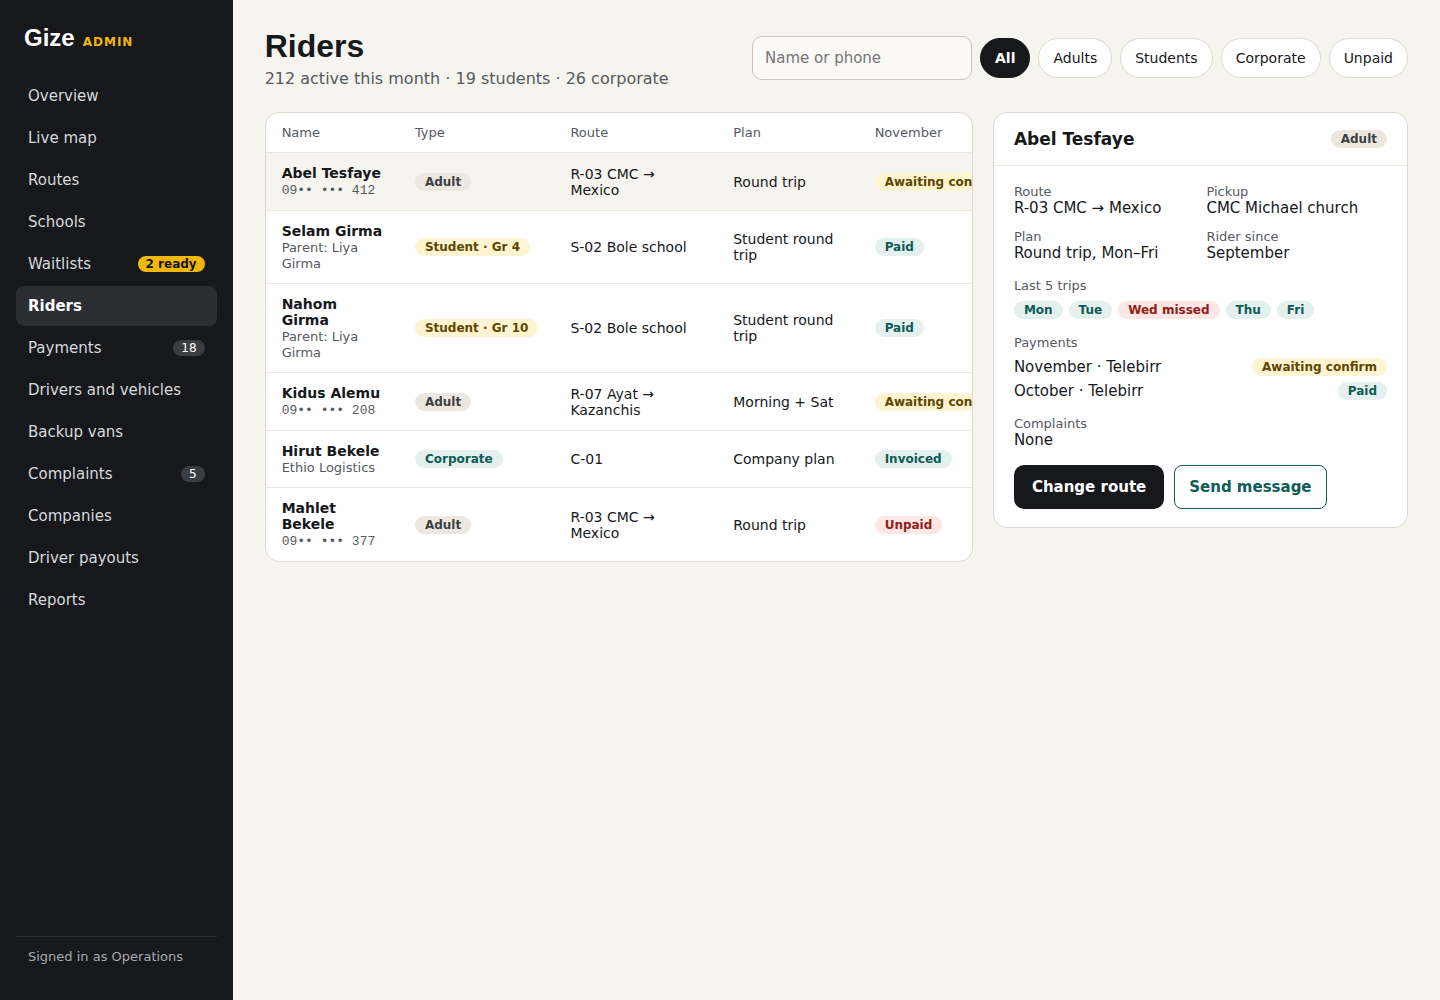 Gize ADMIN
Overview
Live map
Routes
Schools
Waitlists 2 ready
Riders
Payments 18
Drivers and vehicles
Backup vans
Complaints 5
Companies
Driver payouts
Reports
Signed in as Operations
Riders
212 active this month · 19 students · 26 corporate
Name or phone
All Adults Students Corporate Unpaid
Name Type Route Plan November
Abel Tesfaye
09•• ••• 412
Adult
R-03 CMC →
Mexico
Round trip
Awaiting con
Selam Girma
Parent: Liya
Girma
Student · Gr 4
S-02 Bole school
Student round
trip
Paid
Nahom
Girma
Parent: Liya
Girma
Student · Gr 10
S-02 Bole school
Student round
trip
Paid
Kidus Alemu
09•• ••• 208
Adult
R-07 Ayat →
Kazanchis
Morning + Sat
Awaiting con
Hirut Bekele
Ethio Logistics
Corporate
C-01
Company plan
Invoiced
Mahlet
Bekele
09•• ••• 377
Adult
R-03 CMC →
Mexico
Round trip
Unpaid
Abel Tesfaye Adult
Route Pickup
R-03 CMC → Mexico CMC Michael church
Plan Rider since
Round trip, Mon–Fri September
Last 5 trips
Mon Tue Wed missed Thu Fri
Payments
November · Telebirr Awaiting confirm
October · Telebirr Paid
Complaints
None
Change route Send message